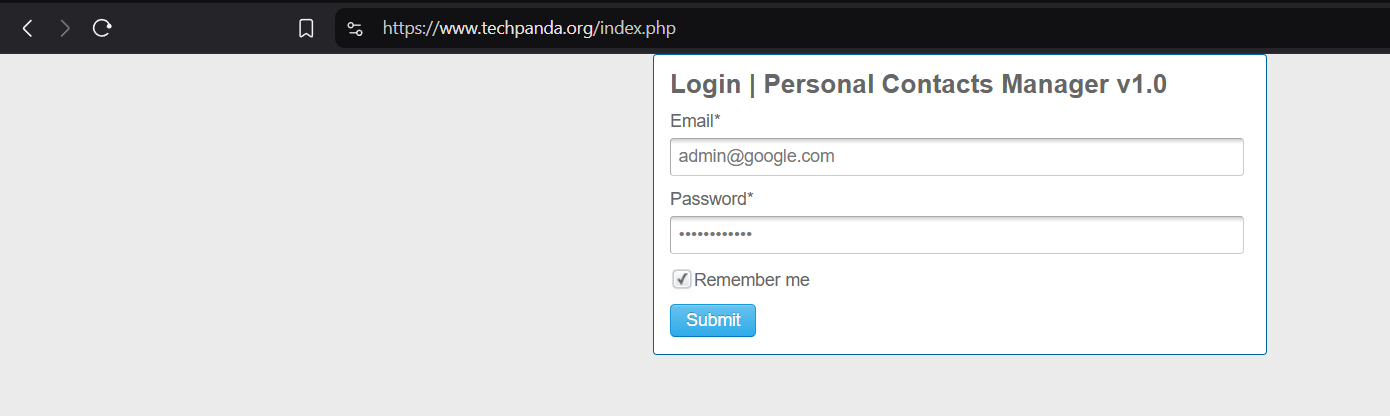 https://www.techpanda.org/index.php
Login | Personal Contacts Manager v1.0
Email*
admin@google.com
Password*
••••••••••••
Remember me
Submit